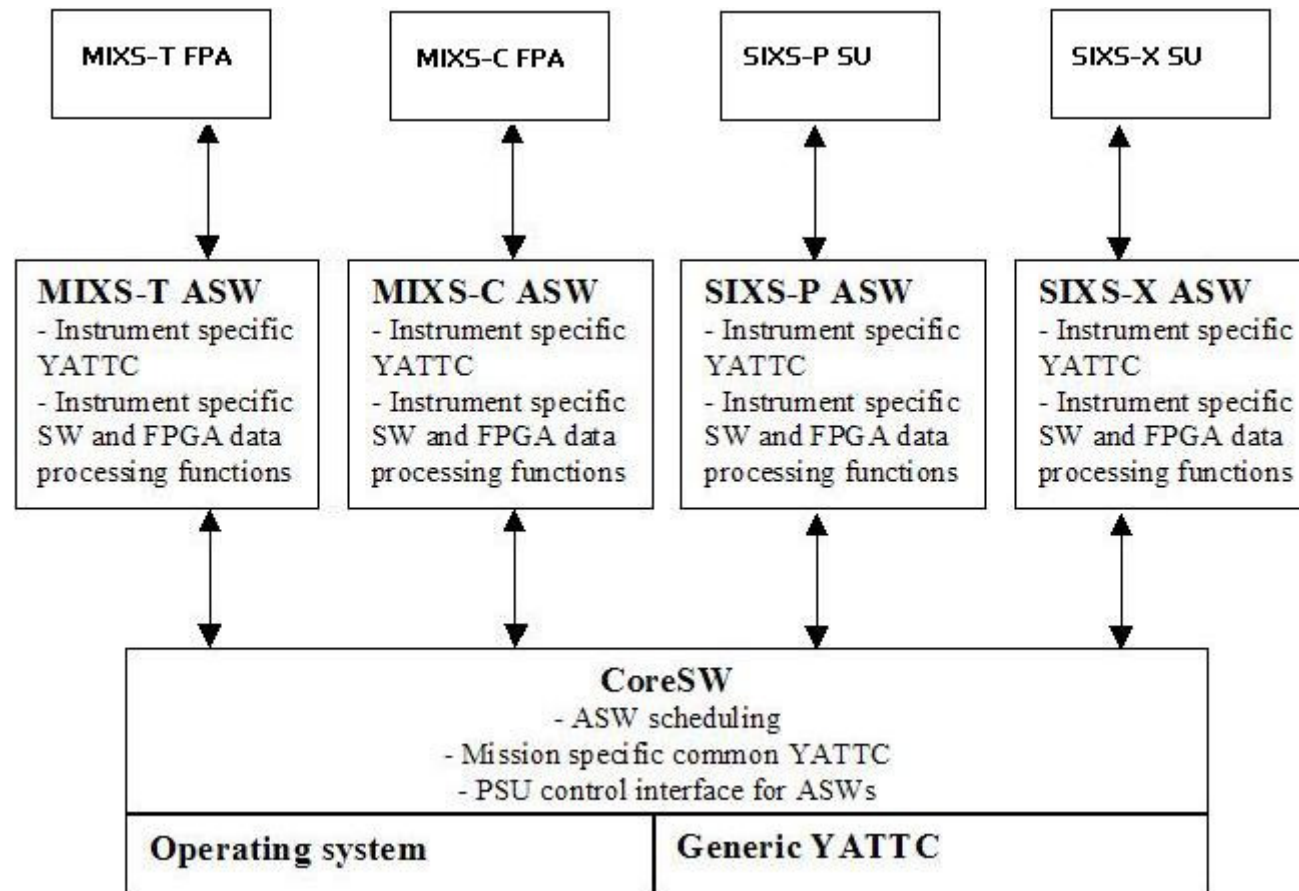 MIXS-T FPA
MIXS-C FPA
SIXS-P SU
SIXS-X SU
MIXS-T ASW
- Instrument specific
YATTC
- Instrument specific
SW and FPGA data
processing functions
MIXS-C ASW
- Instrument specific
YATTC
- Instrument specific
SW and FPGA data
processing functions
SIXS-P ASW
- Instrument specific
YATTC
- Instrument specific
SW and FPGA data
processing functions
SIXS-X ASW
- Instrument specific
YATTC
- Instrument specific
SW and FPGA data
processing functions
CoreSW
- ASW scheduling
- Mission specific common YATTC
- PSU control interface for ASWs
Operating system
Generic YATTC